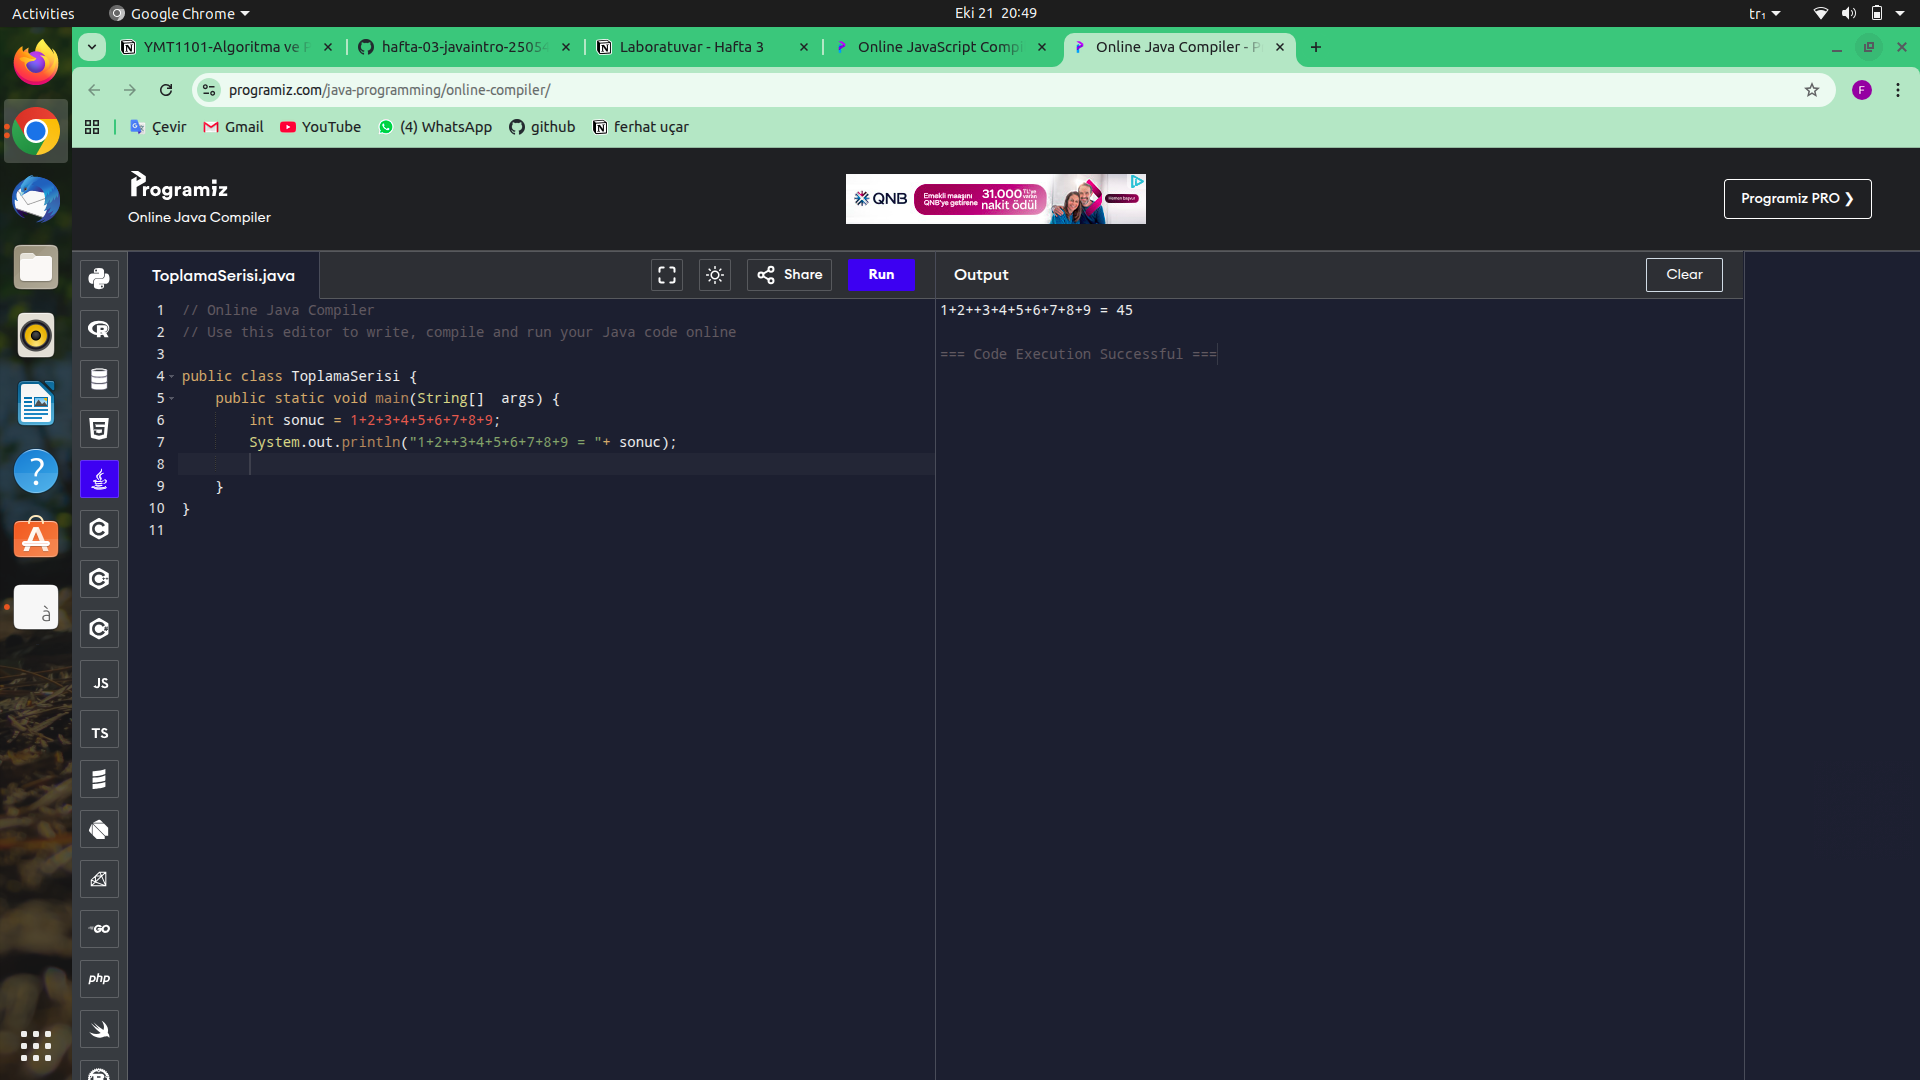 Activities
Google Chrome
Eki 21 20:49
tr₁
YMT1101-Algoritma ve P
hafta-03-javaintro-25054
Laboratuvar - Hafta 3
Online JavaScript Compi
Online Java Compiler - P
programiz.com/java-programming/online-compiler/
F
Çevir
Gmail
YouTube
(4) WhatsApp
github
ferhat uçar
Programiz
Online Java Compiler
QNB
Emekli maaşını
QNB'ye getirene
31.000 TL'ye varan
nakit ödül
Hemen başvur
Programiz PRO ❯
ToplamaSerisi.java
Share
Run
Output
Clear
1 // Online Java Compiler
2 // Use this editor to write, compile and run your Java code online
3
4 public class ToplamaSerisi {
5     public static void main(String[]  args) {
6         int sonuc = 1+2+3+4+5+6+7+8+9;
7         System.out.println("1+2++3+4+5+6+7+8+9 = "+ sonuc);
8
9     }
10 }
11
1+2++3+4+5+6+7+8+9 = 45
=== Code Execution Successful ===
JS
TS
GO
php
à